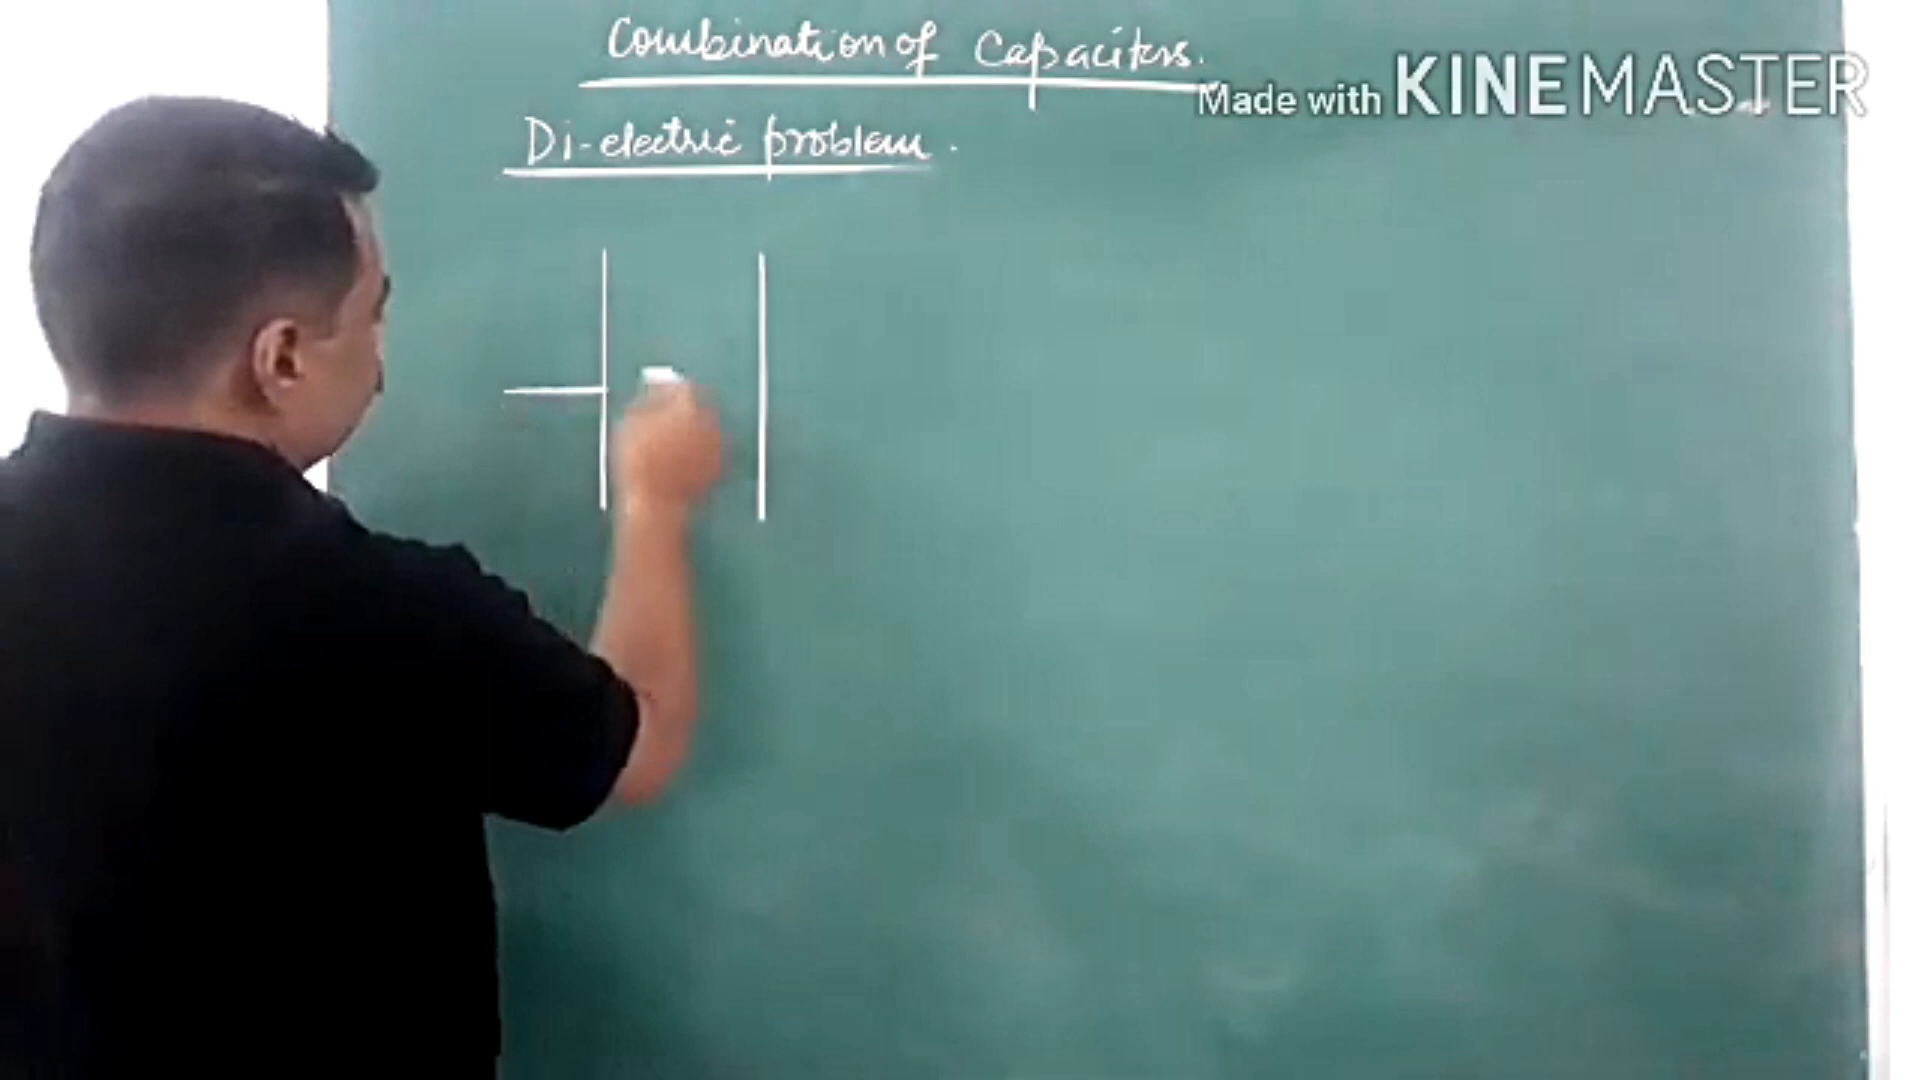 Combination of Capacitors.
Made with KINEMASTER
Di-electric problem.